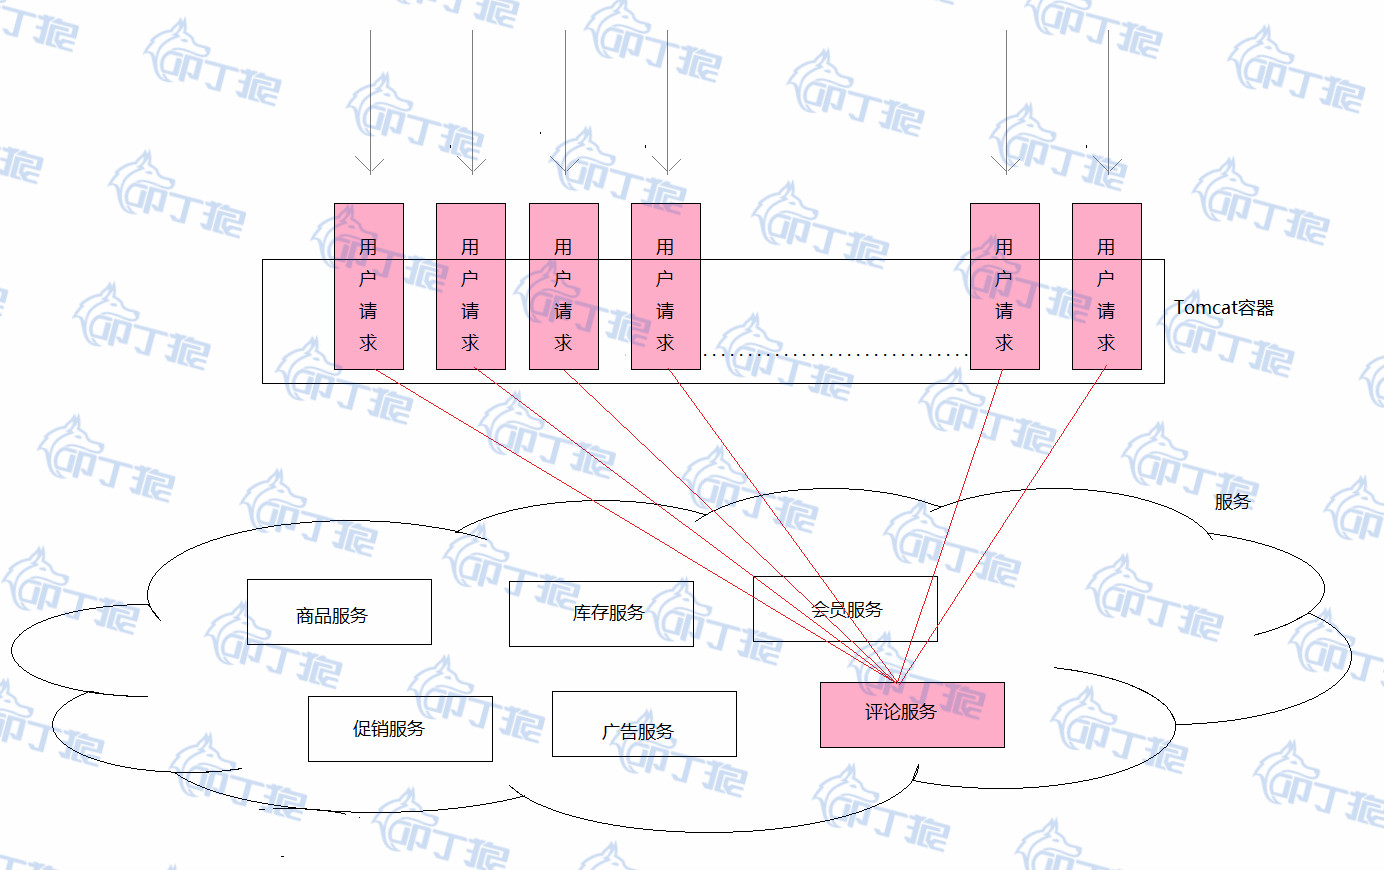 用户请求
用户请求
用户请求
用户请求
用户请求
用户请求
Tomcat容器
服务
商品服务
库存服务
会员服务
促销服务
广告服务
评论服务